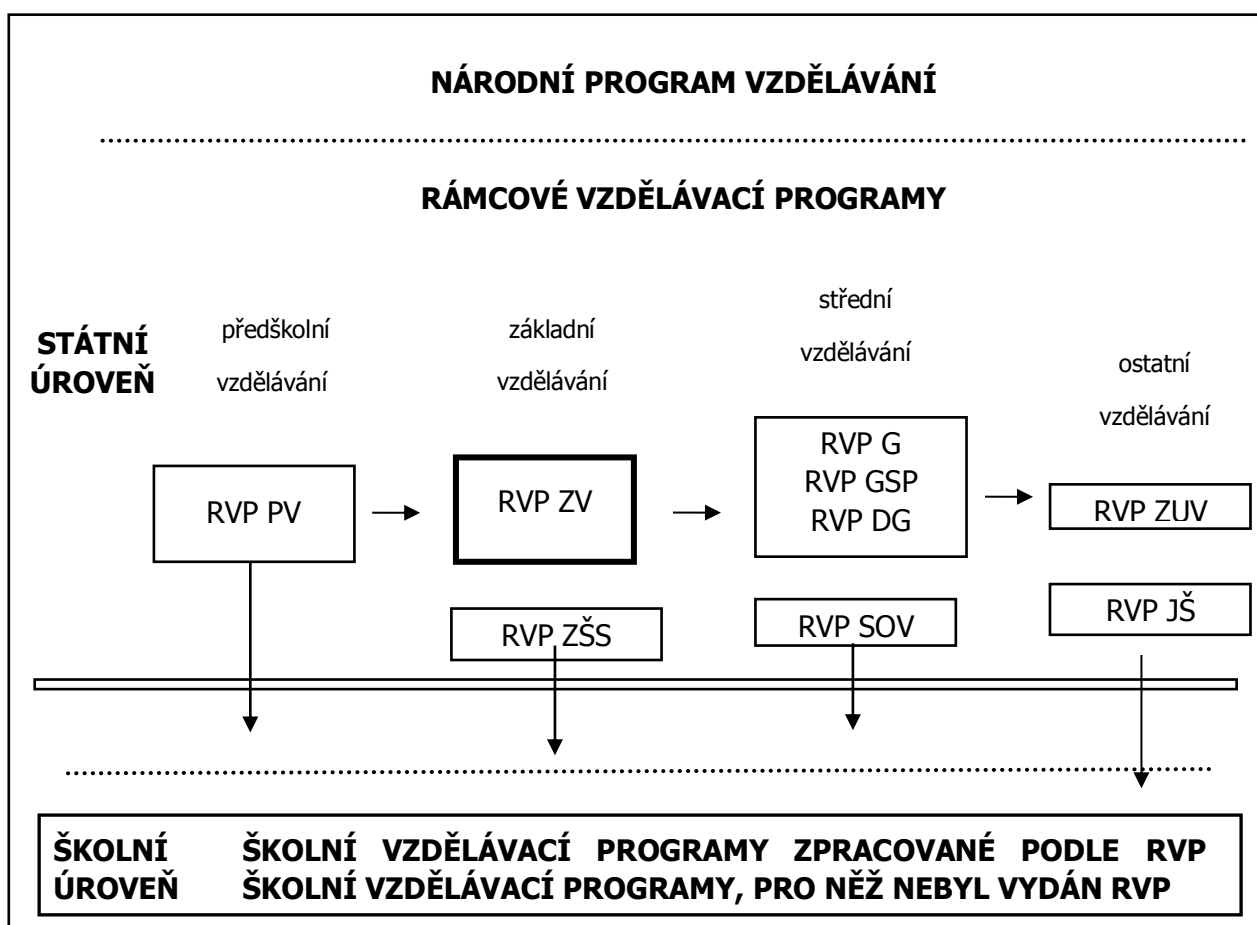 NÁRODNÍ PROGRAM VZDĚLÁVÁNÍ
RÁMCOVÉ VZDĚLÁVACÍ PROGRAMY
STÁTNÍ
ÚROVEŇ
předškolní
vzdělávání
základní
vzdělávání
střední
vzdělávání
ostatní
vzdělávání
RVP PV
RVP ZV
RVP G
RVP GSP
RVP DG
RVP ZUV
RVP ZŠS
RVP SOV
RVP JŠ
ŠKOLNÍ ŠKOLNÍ VZDĚLÁVACÍ PROGRAMY ZPRACOVANÉ PODLE RVP
ÚROVEŇ ŠKOLNÍ VZDĚLÁVACÍ PROGRAMY, PRO NĚŽ NEBYL VYDÁN RVP